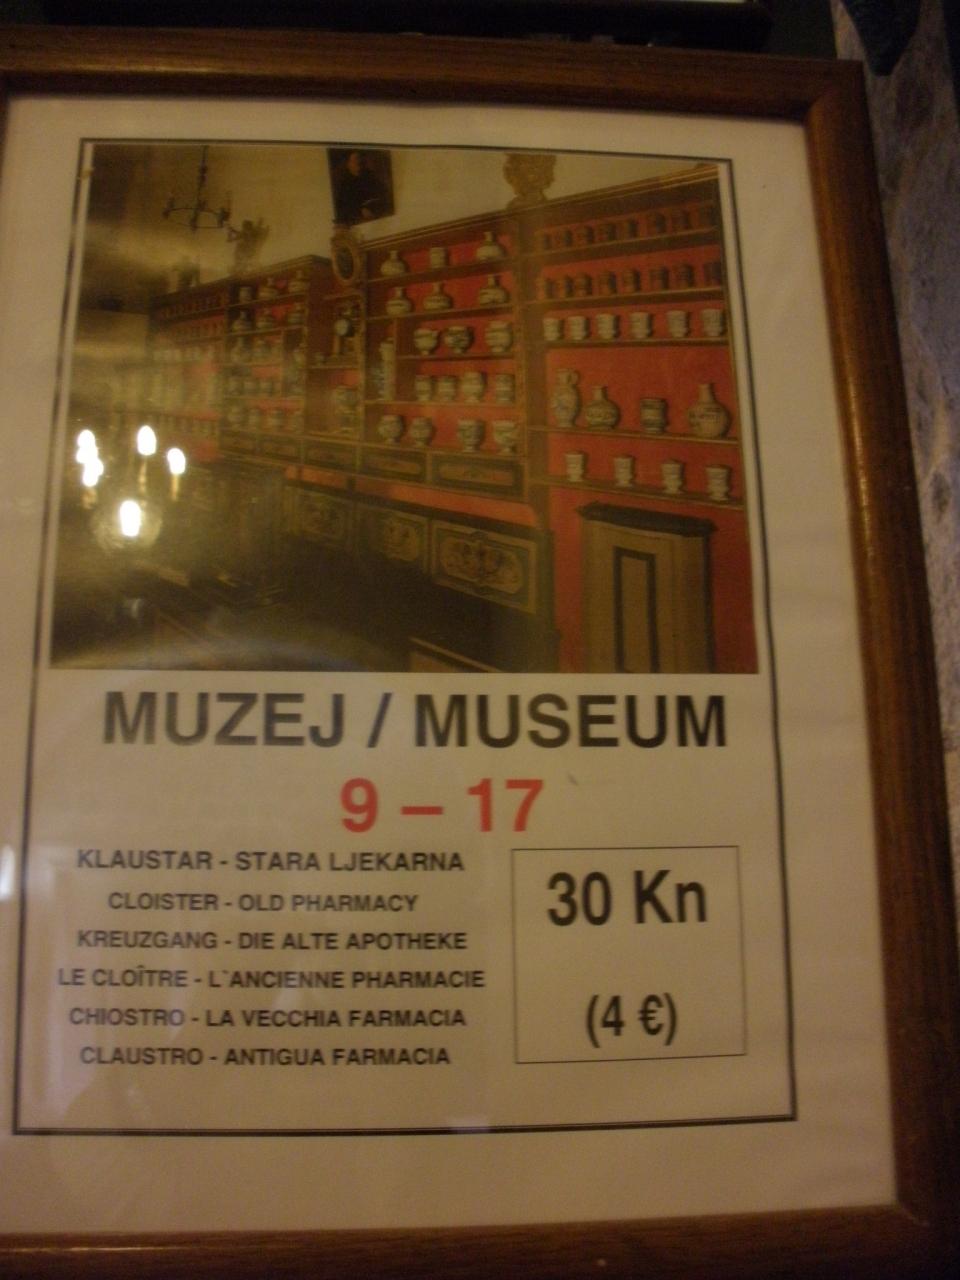 MUZEJ / MUSEUM
9 – 17
KLAUSTAR - STARA LJEKARNA
CLOISTER - OLD PHARMACY
KREUZGANG - DIE ALTE APOTHEKE
LE CLOÎTRE - L`ANCIENNE PHARMACIE
CHIOSTRO - LA VECCHIA FARMACIA
CLAUSTRO - ANTIGUA FARMACIA
30 Kn
(4 €)